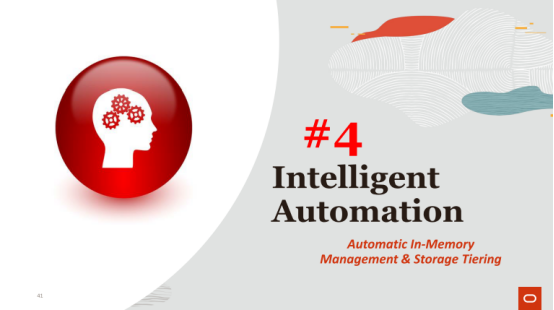 #4
Intelligent
Automation
Automatic In-Memory
Management & Storage Tiering
41